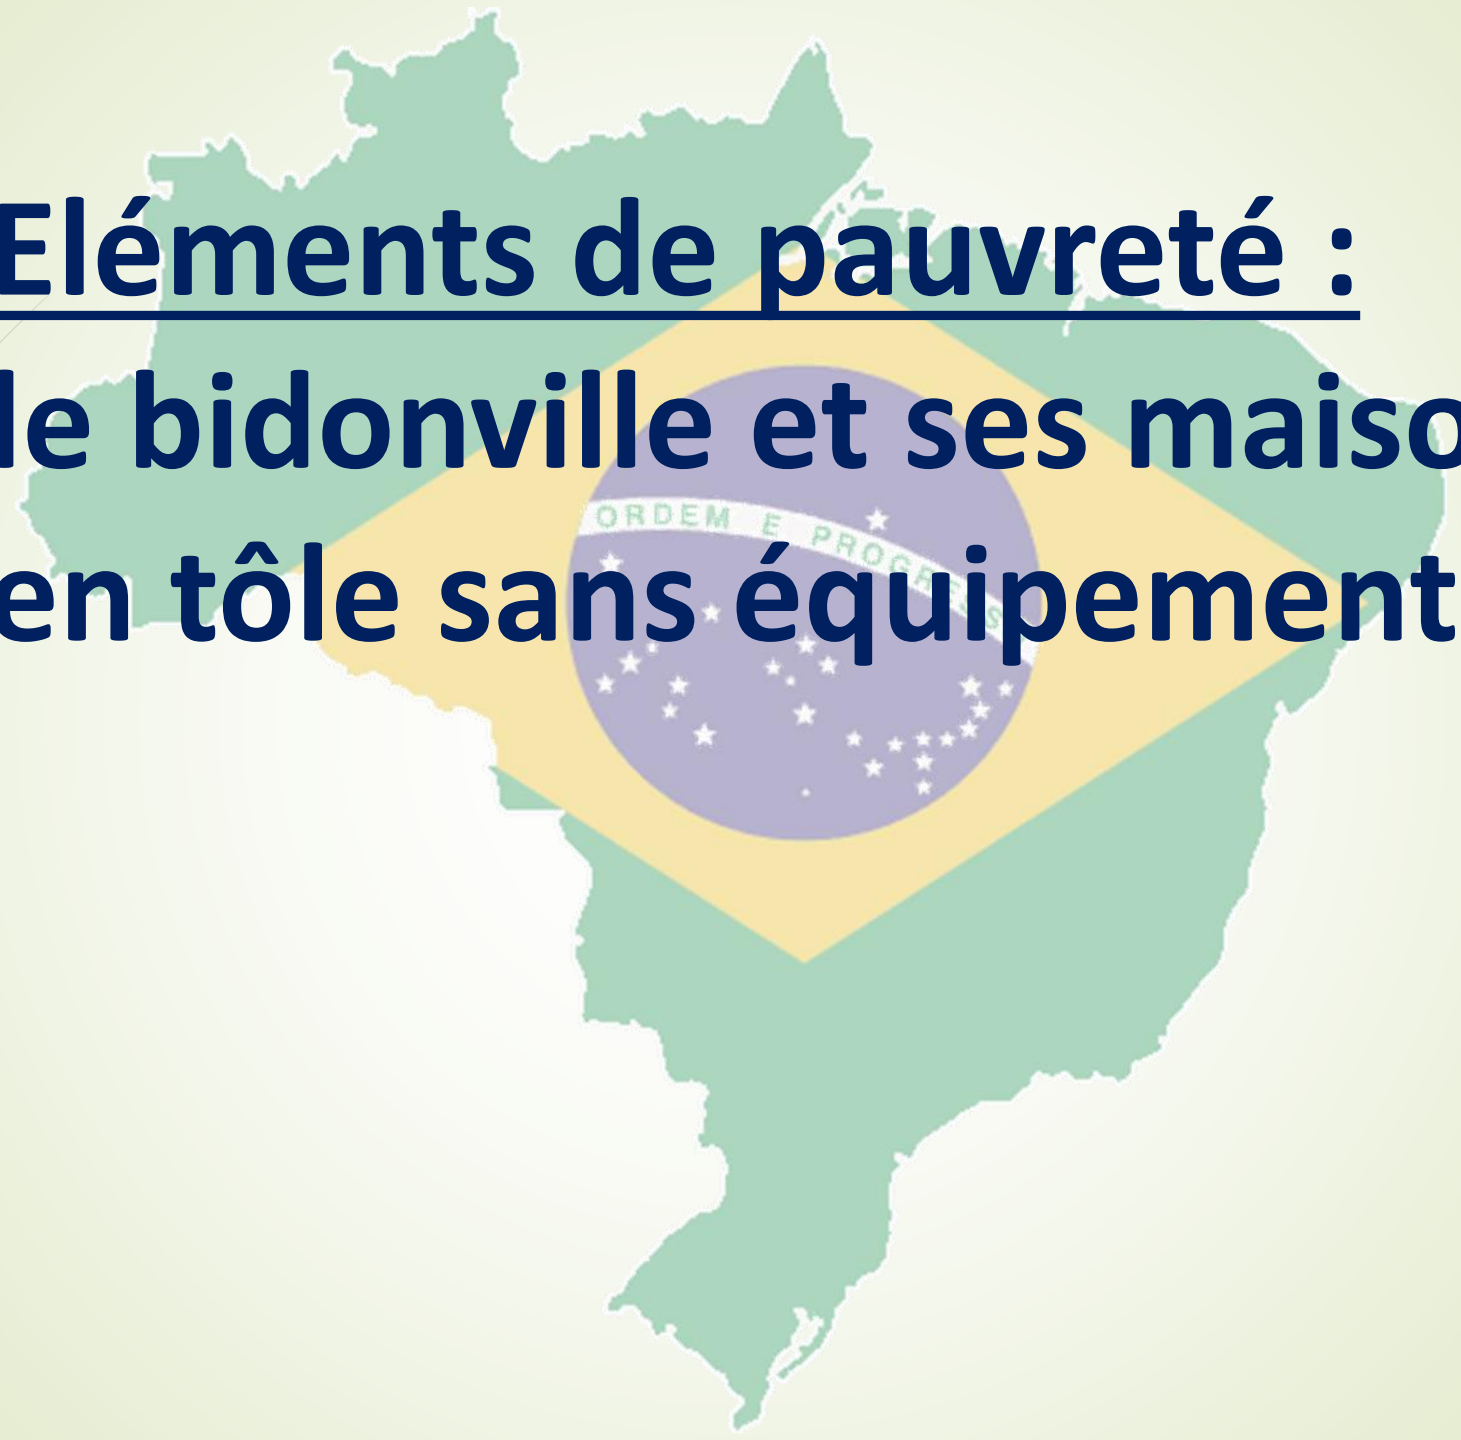 Eléments de pauvreté :
le bidonville et ses maiso
en tôle sans équipement
ORDEM E PROGRESSO